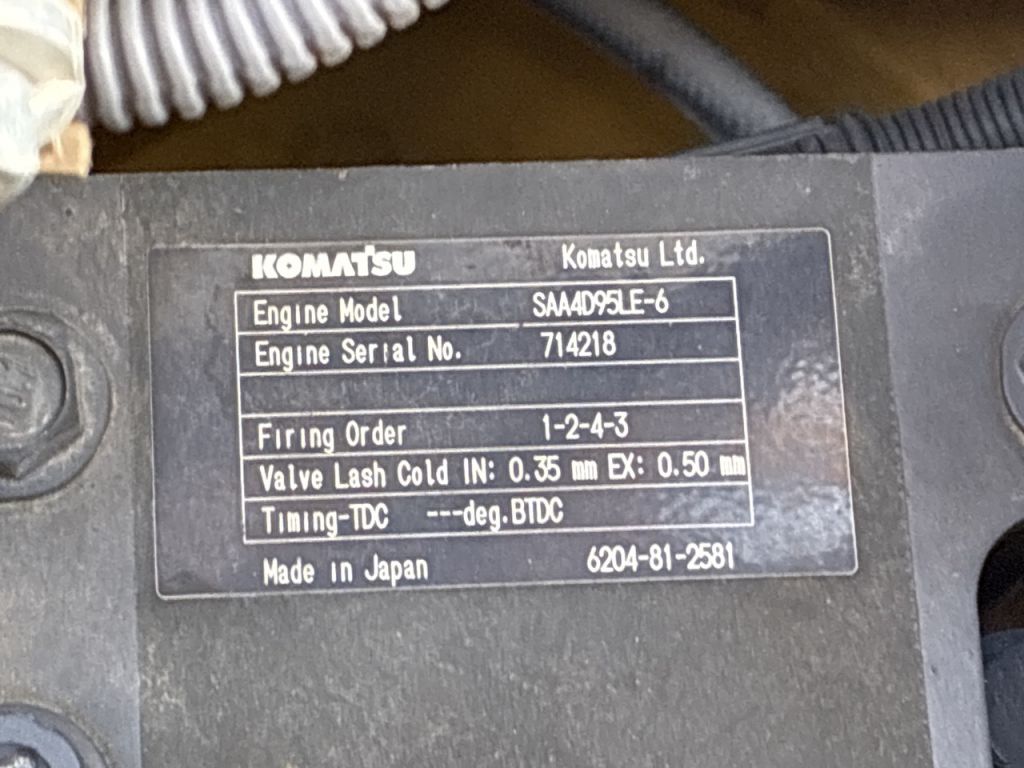 KOMATSU Komatsu Ltd.
Engine Model SAA4D95LE-6
Engine Serial No. 714218
Firing Order 1-2-4-3
Valve Lash Cold IN: 0.35 mm EX: 0.50 mm
Timing-TDC ---deg.BTDC
Made in Japan 6204-81-2581